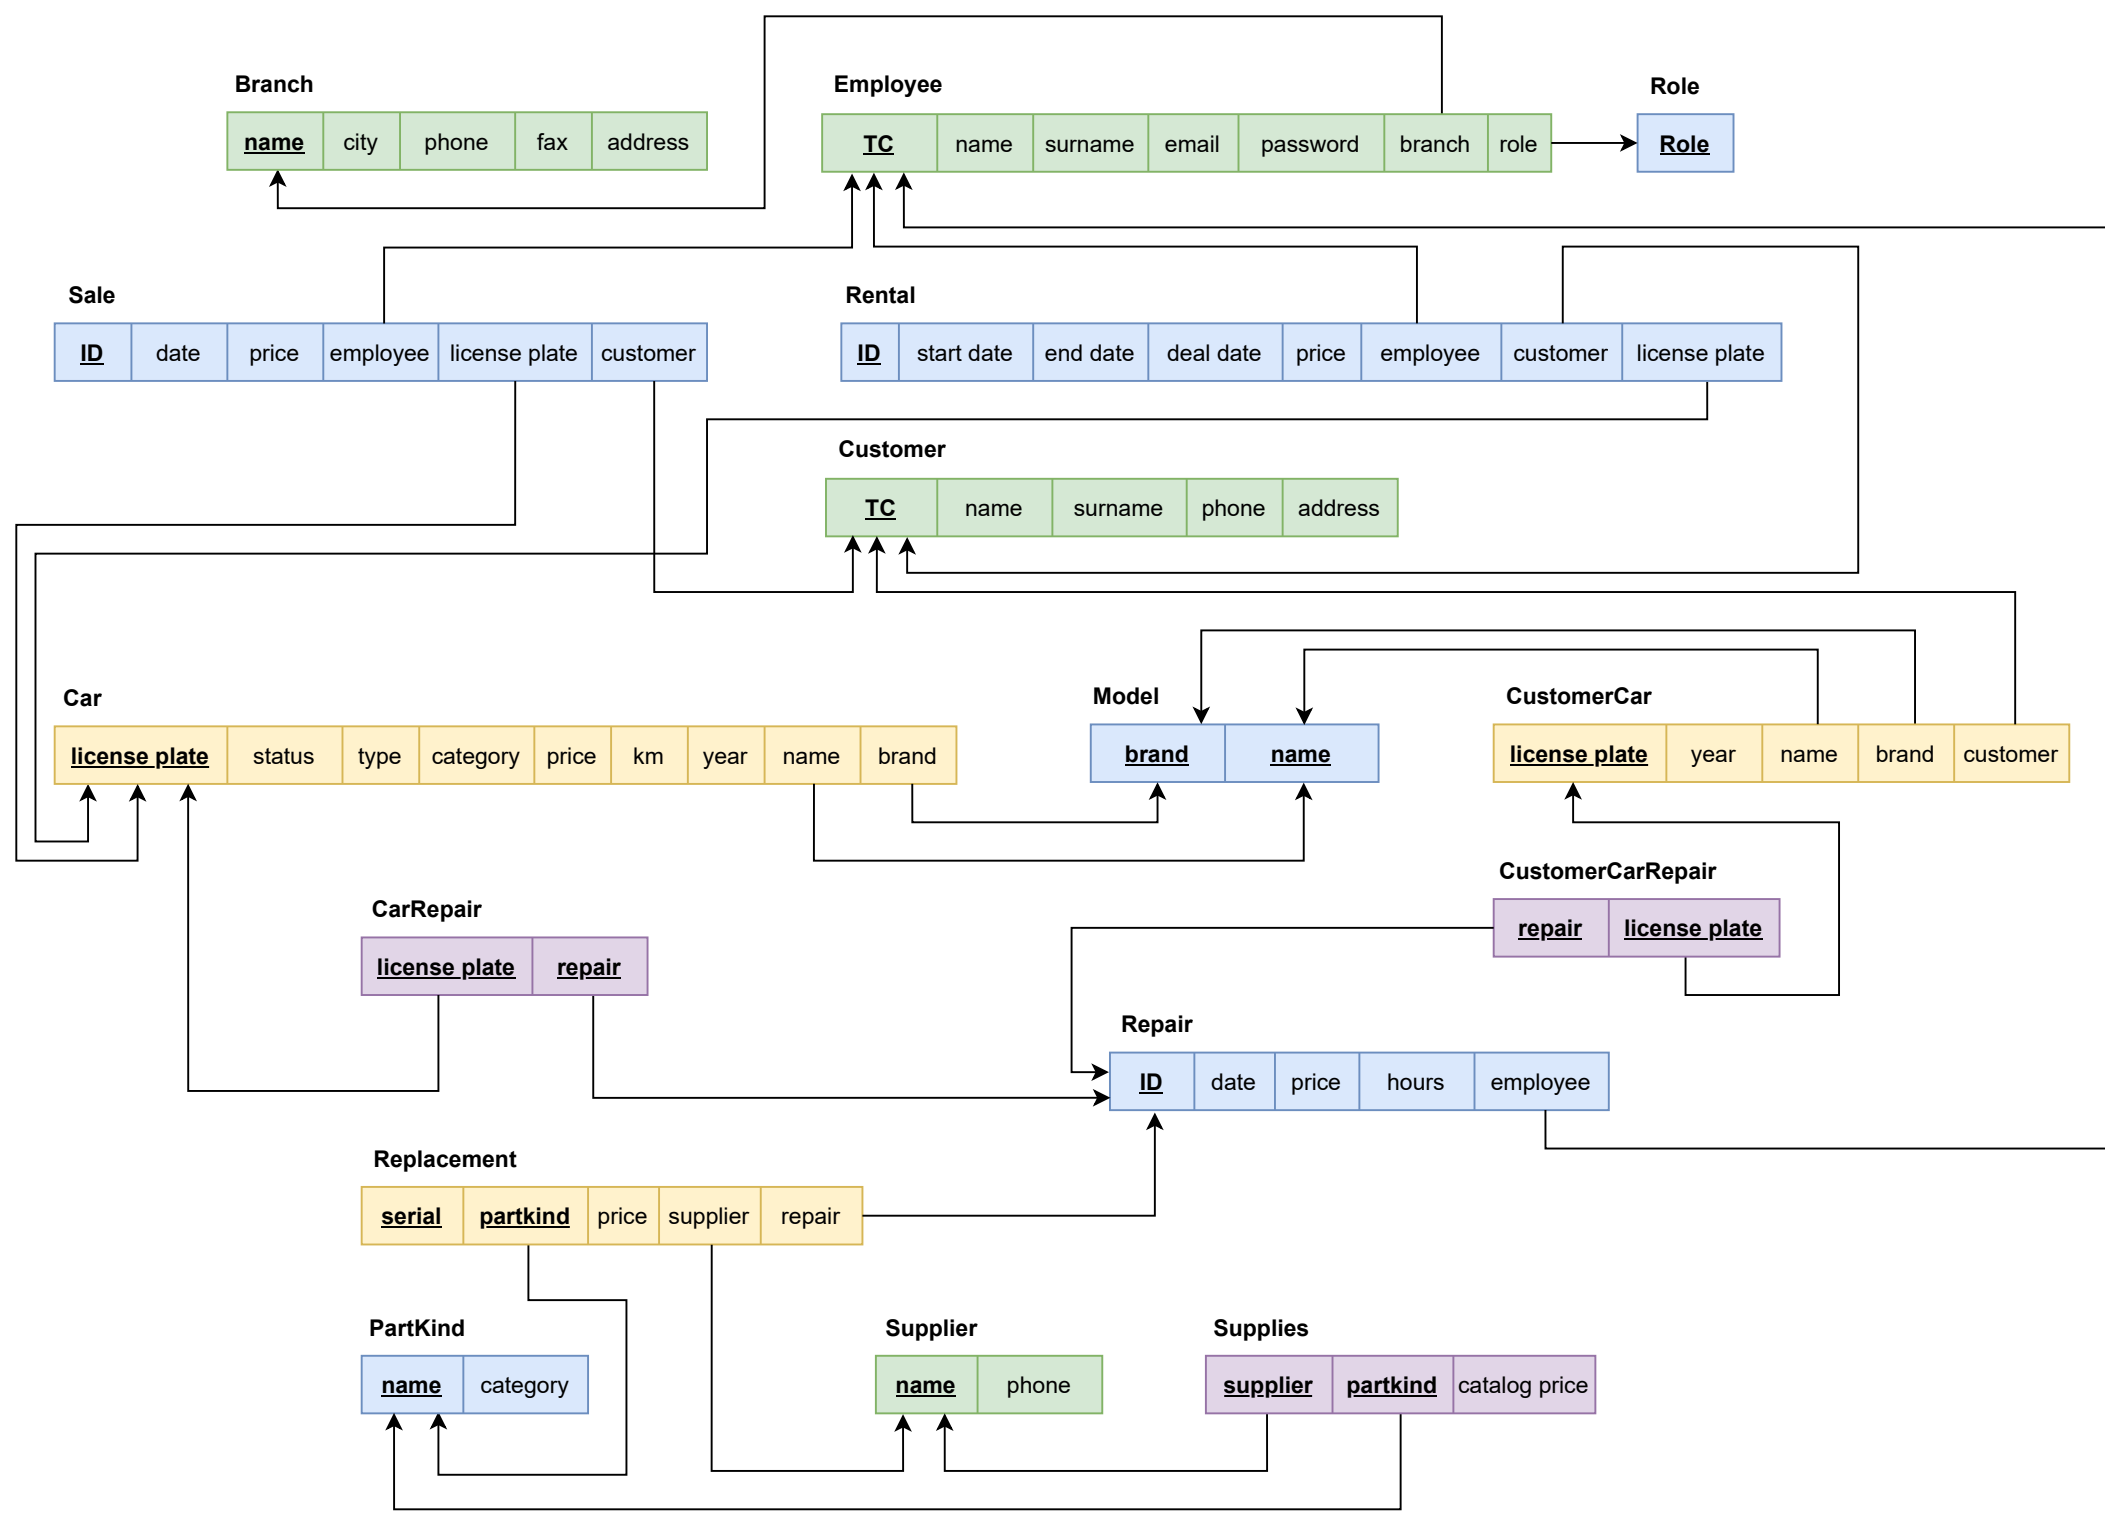 Branch
name city phone fax address
Employee
TC name surname email password branch role
Role
Role
Sale
ID date price employee license plate customer
Rental
ID start date end date deal date price employee customer license plate
Customer
TC name surname phone address
Car
license plate status type category price km year name brand
Model
brand name
CustomerCar
license plate year name brand customer
CustomerCarRepair
repair license plate
CarRepair
license plate repair
Repair
ID date price hours employee
Replacement
serial partkind price supplier repair
PartKind
name category
Supplier
name phone
Supplies
supplier partkind catalog price